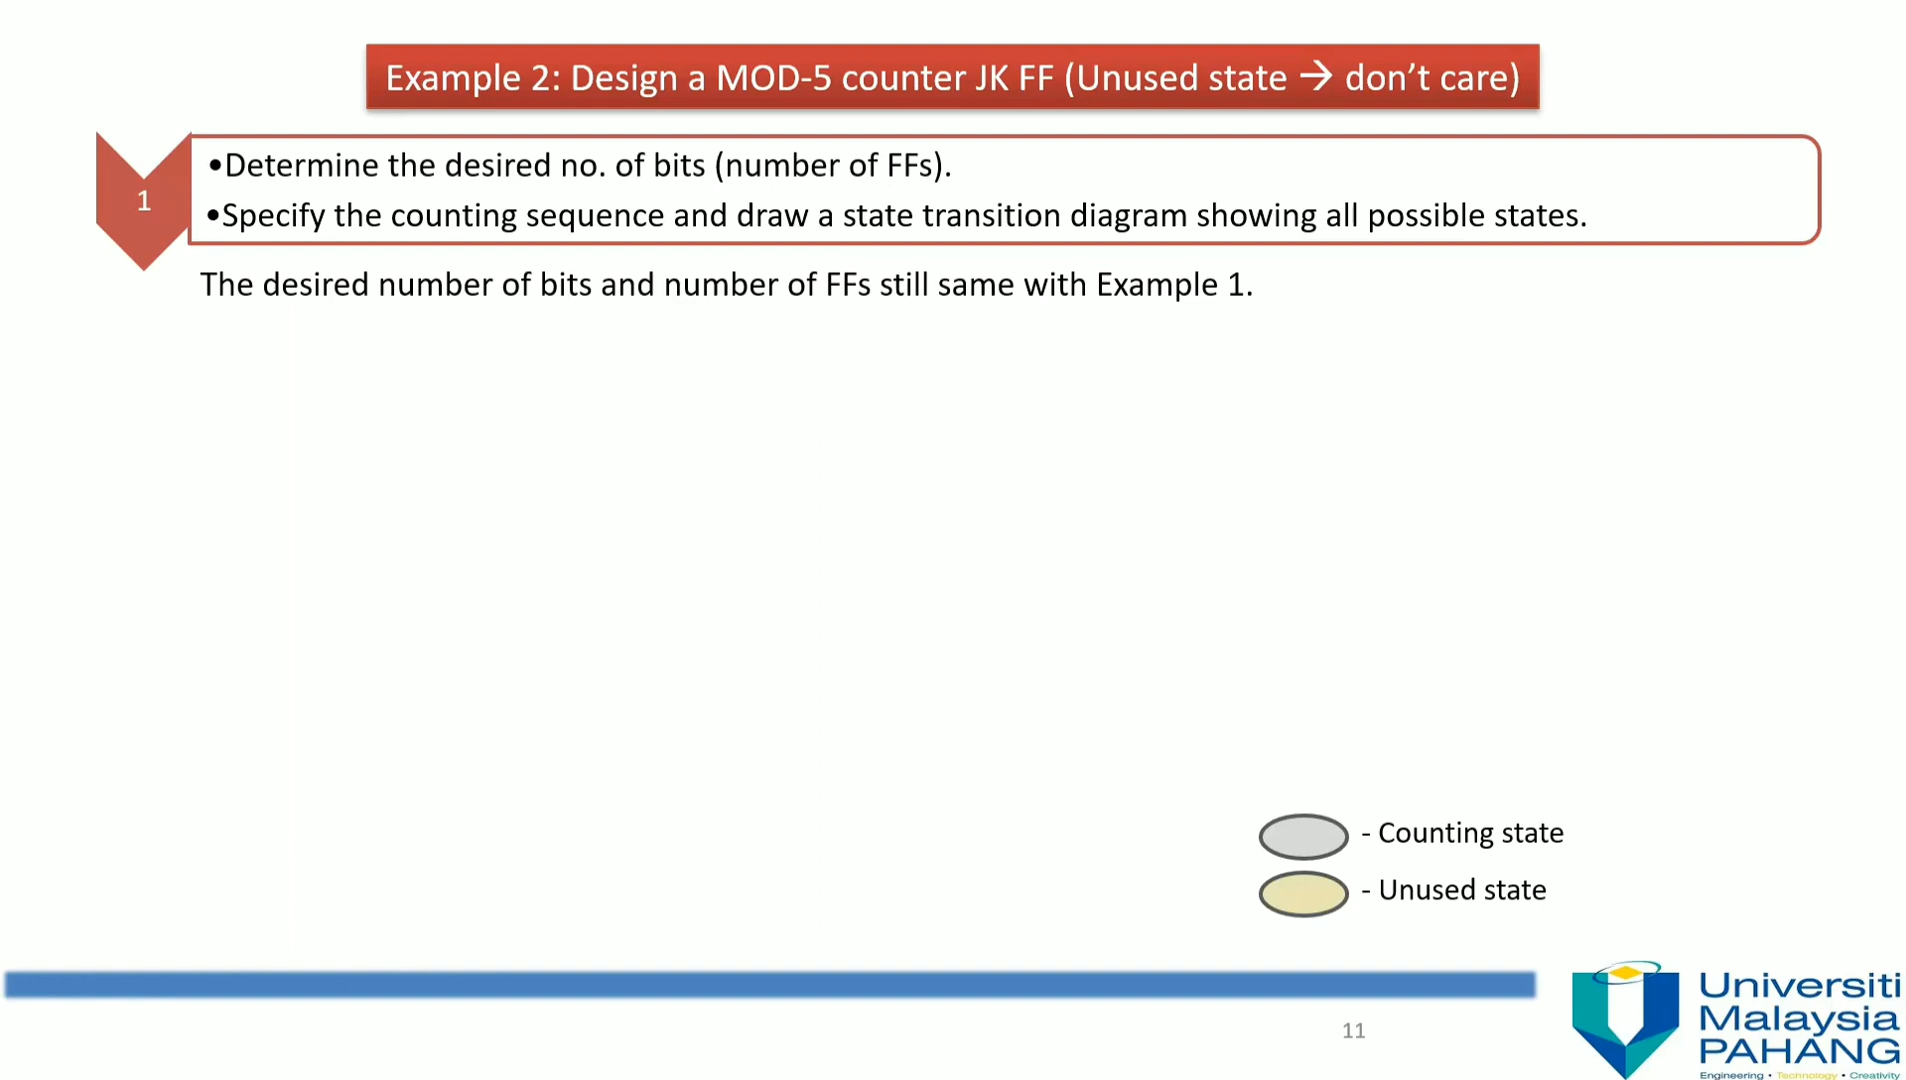 Example 2: Design a MOD-5 counter JK FF (Unused state → don't care)
1
•Determine the desired no. of bits (number of FFs).
•Specify the counting sequence and draw a state transition diagram showing all possible states.
The desired number of bits and number of FFs still same with Example 1.
- Counting state
- Unused state
11
Universiti
Malaysia
PAHANG
Engineering • Technology • Creativity